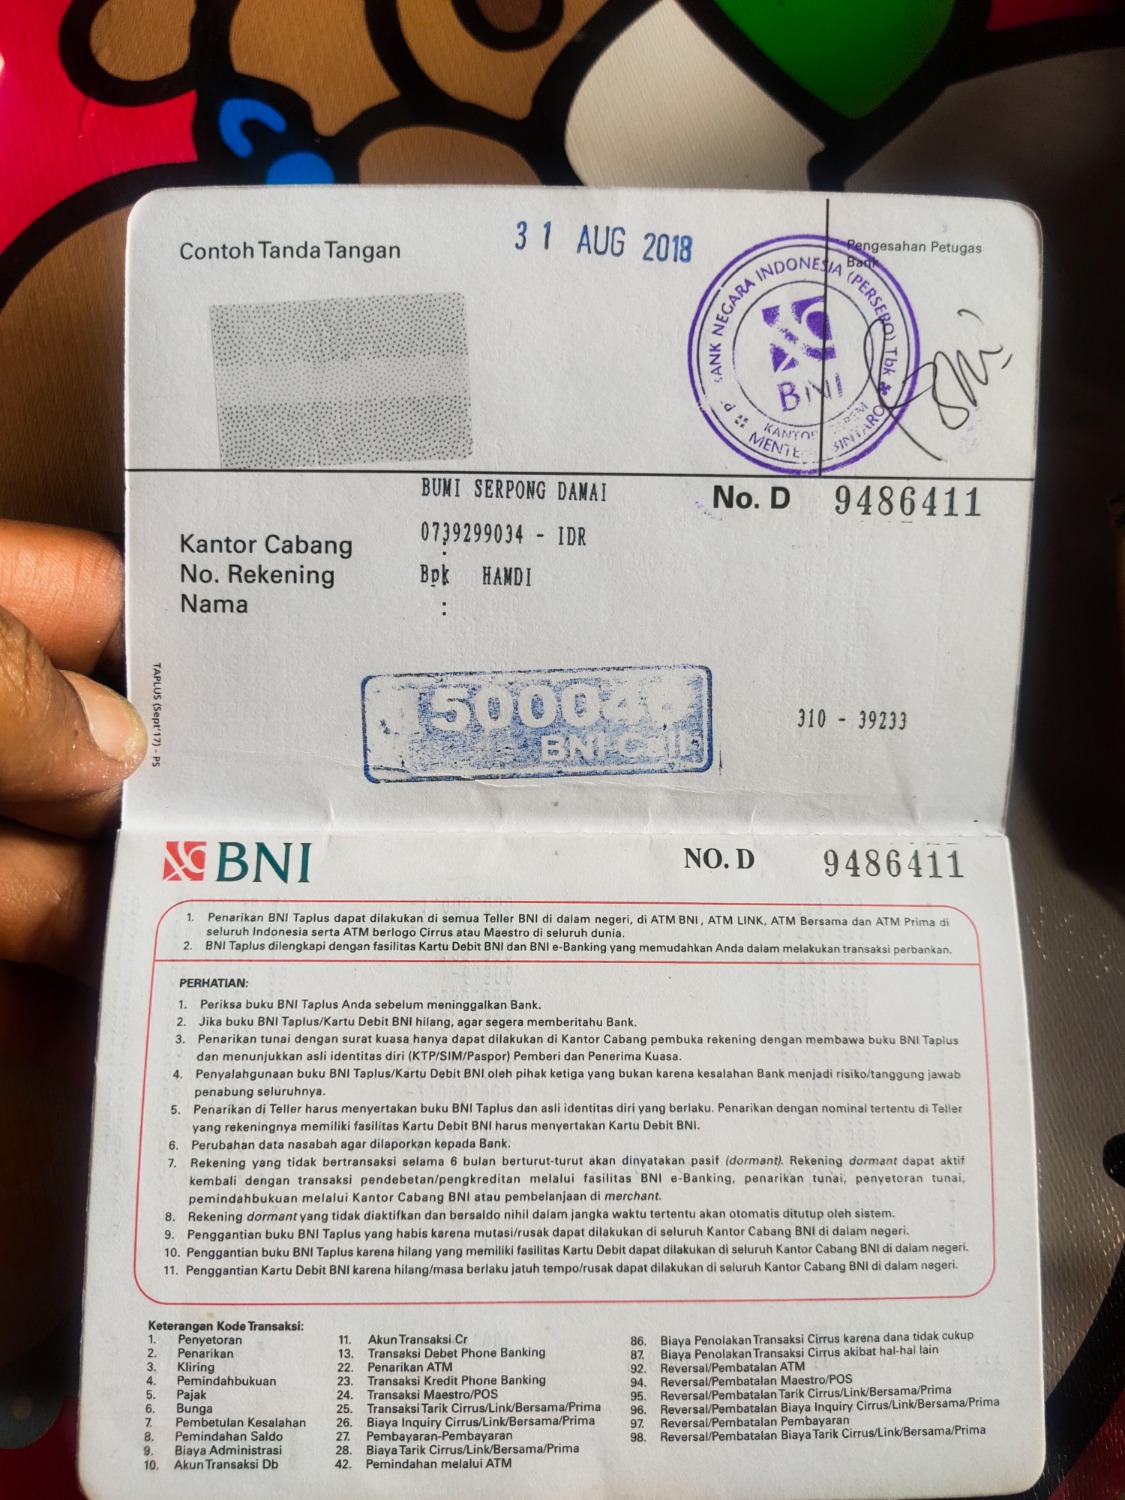 Contoh Tanda Tangan
31 AUG 2018
Pengesahan Petugas
Bank
BANK NEGARA INDONESIA (PERSERO) Tbk
BNI
BUMI SERPONG DAMAI
No. D 9486411
Kantor Cabang
0739299034 - IDR
No. Rekening :
Bpk HAMDI
Nama :
TAPLUS (Sept'17) - PS
1500046
BNI Call
310 - 39233
BNI
NO. D 9486411
1. Penarikan BNI Taplus dapat dilakukan di semua Teller BNI di dalam negeri, di ATM BNI , ATM LINK, ATM Bersama dan ATM Prima di
seluruh Indonesia serta ATM berlogo Cirrus atau Maestro di seluruh dunia.
2. BNI Taplus dilengkapi dengan fasilitas Kartu Debit BNI dan BNI e-Banking yang memudahkan Anda dalam melakukan transaksi perbankan.
PERHATIAN:
1. Periksa buku BNI Taplus Anda sebelum meninggalkan Bank.
2. Jika buku BNI Taplus/Kartu Debit BNI hilang, agar segera memberitahu Bank.
3. Penarikan tunai dengan surat kuasa hanya dapat dilakukan di Kantor Cabang pembuka rekening dengan membawa buku BNI Taplus
dan menunjukkan asli identitas diri (KTP/SIM/Paspor) Pemberi dan Penerima Kuasa.
4. Penyalahgunaan buku BNI Taplus/Kartu Debit BNI oleh pihak ketiga yang bukan karena kesalahan Bank menjadi risiko/tanggung jawab
penabung seluruhnya.
5. Penarikan di Teller harus menyertakan buku BNI Taplus dan asli identitas diri yang berlaku. Penarikan dengan nominal tertentu di Teller
yang rekeningnya memiliki fasilitas Kartu Debit BNI harus menyertakan Kartu Debit BNI.
6. Perubahan data nasabah agar dilaporkan kepada Bank.
7. Rekening yang tidak bertransaksi selama 6 bulan berturut-turut akan dinyatakan pasif (dormant). Rekening dormant dapat aktif
kembali dengan transaksi pendebetan/pengkreditan melalui fasilitas BNI e-Banking, penarikan tunai, penyetoran tunai,
pemindahbukuan melalui Kantor Cabang BNI atau pembelanjaan di merchant.
8. Rekening dormant yang tidak diaktifkan dan bersaldo nihil dalam jangka waktu tertentu akan otomatis ditutup oleh sistem.
9. Penggantian buku BNI Taplus yang habis karena mutasi/rusak dapat dilakukan di seluruh Kantor Cabang BNI di dalam negeri.
10. Penggantian buku BNI Taplus karena hilang yang memiliki fasilitas Kartu Debit dapat dilakukan di seluruh Kantor Cabang BNI di dalam negeri.
11. Penggantian Kartu Debit BNI karena hilang/masa berlaku jatuh tempo/rusak dapat dilakukan di seluruh Kantor Cabang BNI di dalam negeri.
Keterangan Kode Transaksi:
1. Penyetoran
2. Penarikan
3. Kliring
4. Pemindahbukuan
5. Pajak
6. Bunga
7. Pembetulan Kesalahan
8. Pemindahan Saldo
9. Biaya Administrasi
10. Akun Transaksi Db
11. Akun Transaksi Cr
13. Transaksi Debet Phone Banking
22. Penarikan ATM
23. Transaksi Kredit Phone Banking
24. Transaksi Maestro/POS
25. Transaksi Tarik Cirrus/Link/Bersama/Prima
26. Biaya Inquiry Cirrus/Link/Bersama/Prima
27. Pembayaran-Pembayaran
28. Biaya Tarik Cirrus/Link/Bersama/Prima
42. Pemindahan melalui ATM
86. Biaya Penolakan Transaksi Cirrus karena dana tidak cukup
87. Biaya Penolakan Transaksi Cirrus akibat hal-hal lain
92. Reversal/Pembatalan ATM
94. Reversal/Pembatalan Maestro/POS
95. Reversal/Pembatalan Tarik Cirrus/Link/Bersama/Prima
96. Reversal/Pembatalan Biaya Inquiry Cirrus/Link/Bersama/Prima
97. Reversal/Pembatalan Pembayaran
98. Reversal/Pembatalan Biaya Tarik Cirrus/Link/Bersama/Prima